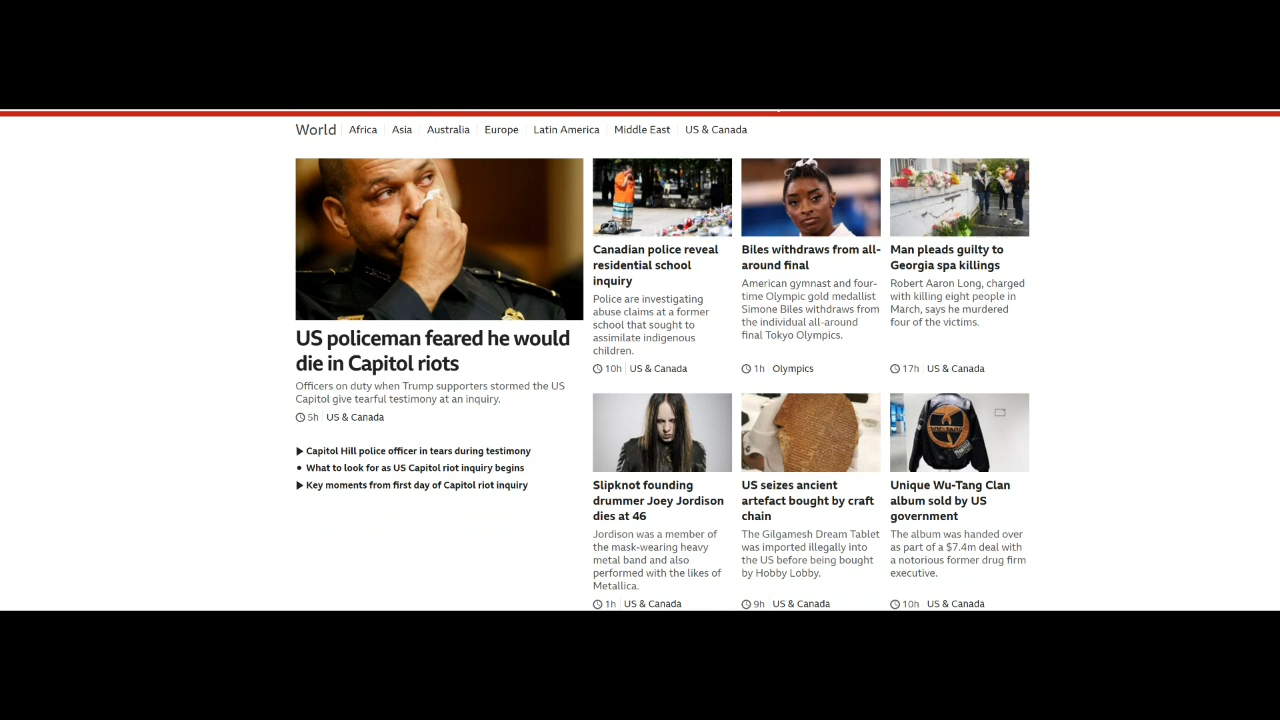 World
Africa
Asia
Australia
Europe
Latin America
Middle East
US & Canada
US policeman feared he would
die in Capitol riots
Officers on duty when Trump supporters stormed the US
Capitol give tearful testimony at an inquiry.
5h US & Canada
Capitol Hill police officer in tears during testimony
What to look for as US Capitol riot inquiry begins
Key moments from first day of Capitol riot inquiry
Canadian police reveal
residential school
inquiry
Police are investigating
abuse claims at a former
school that sought to
assimilate indigenous
children.
10h US & Canada
Biles withdraws from all-
around final
American gymnast and four-
time Olympic gold medallist
Simone Biles withdraws from
the individual all-around
final Tokyo Olympics.
1h Olympics
Man pleads guilty to
Georgia spa killings
Robert Aaron Long, charged
with killing eight people in
March, says he murdered
four of the victims.
17h US & Canada
Slipknot founding
drummer Joey Jordison
dies at 46
Jordison was a member of
the mask-wearing heavy
metal band and also
performed with the likes of
Metallica.
1h US & Canada
US seizes ancient
artefact bought by craft
chain
The Gilgamesh Dream Tablet
was imported illegally into
the US before being bought
by Hobby Lobby.
9h US & Canada
Unique Wu-Tang Clan
album sold by US
government
The album was handed over
as part of a $7.4m deal with
a notorious former drug firm
executive.
10h US & Canada